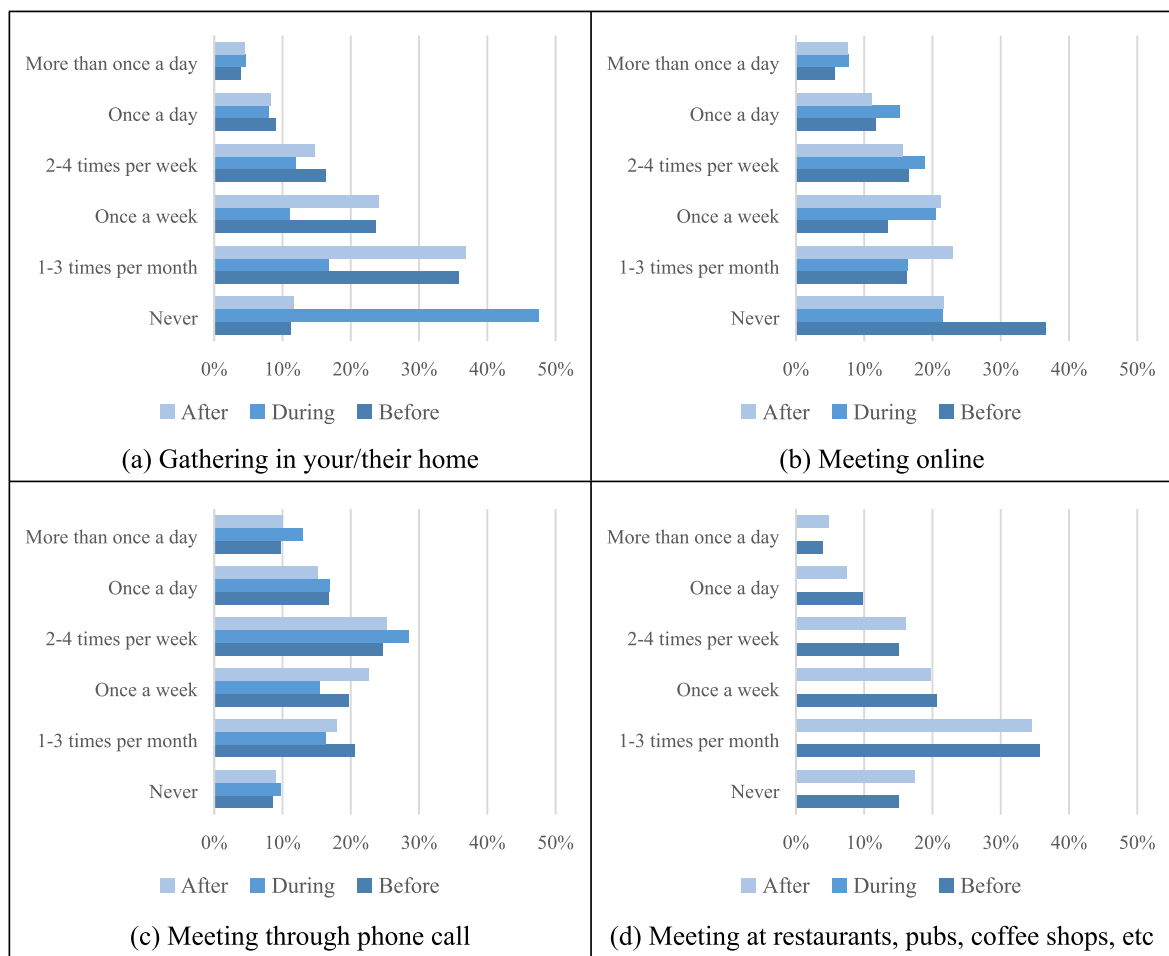 More than once a day
Once a day
2-4 times per week
Once a week
1-3 times per month
Never
0% 10% 20% 30% 40% 50%
After During Before
(a) Gathering in your/their home
More than once a day
Once a day
2-4 times per week
Once a week
1-3 times per month
Never
0% 10% 20% 30% 40% 50%
After During Before
(b) Meeting online
More than once a day
Once a day
2-4 times per week
Once a week
1-3 times per month
Never
0% 10% 20% 30% 40% 50%
After During Before
(c) Meeting through phone call
More than once a day
Once a day
2-4 times per week
Once a week
1-3 times per month
Never
0% 10% 20% 30% 40% 50%
After During Before
(d) Meeting at restaurants, pubs, coffee shops, etc